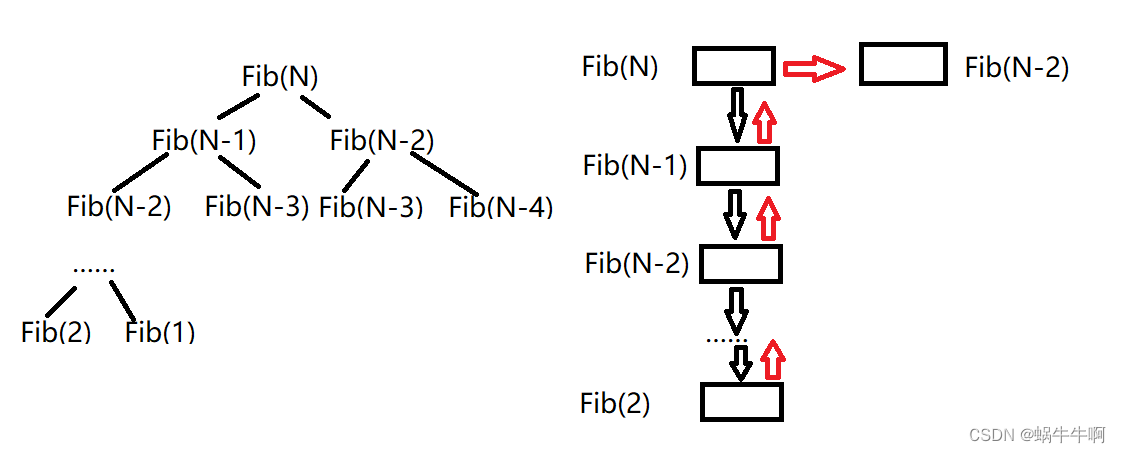 Fib(N)
Fib(N-1) Fib(N-2)
Fib(N-2) Fib(N-3) Fib(N-3) Fib(N-4)
······
Fib(2) Fib(1)
Fib(N) Fib(N-2)
Fib(N-1)
Fib(N-2)
······
Fib(2)
CSDN @蜗牛牛啊